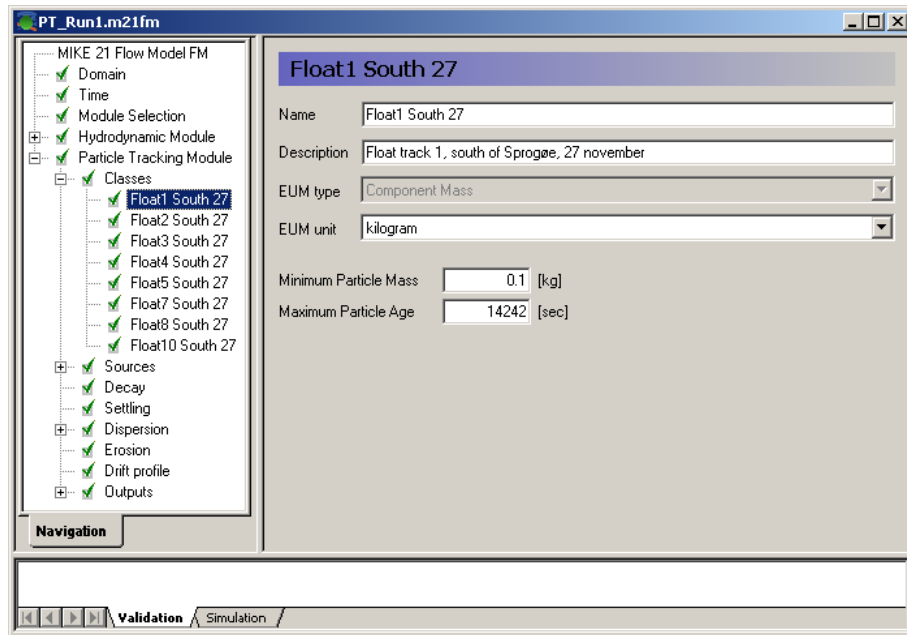 PT_Run1.m21fm
MIKE 21 Flow Model FM
Domain
Time
Module Selection
Hydrodynamic Module
Particle Tracking Module
Classes
Float1 South 27
Float2 South 27
Float3 South 27
Float4 South 27
Float5 South 27
Float7 South 27
Float8 South 27
Float10 South 27
Sources
Decay
Settling
Dispersion
Erosion
Drift profile
Outputs
Navigation
Float1 South 27
Name Float1 South 27
Description Float track 1, south of Sprogøe, 27 november
EUM type Component Mass
EUM unit kilogram
Minimum Particle Mass 0.1 [kg]
Maximum Particle Age 14242 [sec]
Validation Simulation